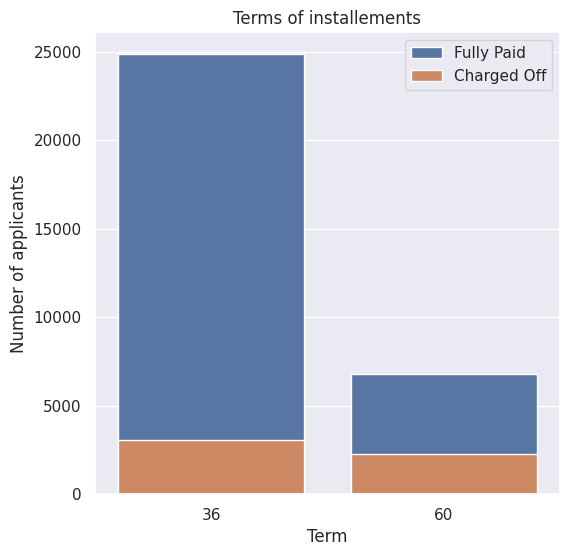 Terms of installements
Fully Paid
Charged Off
25000
20000
15000
10000
5000
0
Number of applicants
36
60
Term